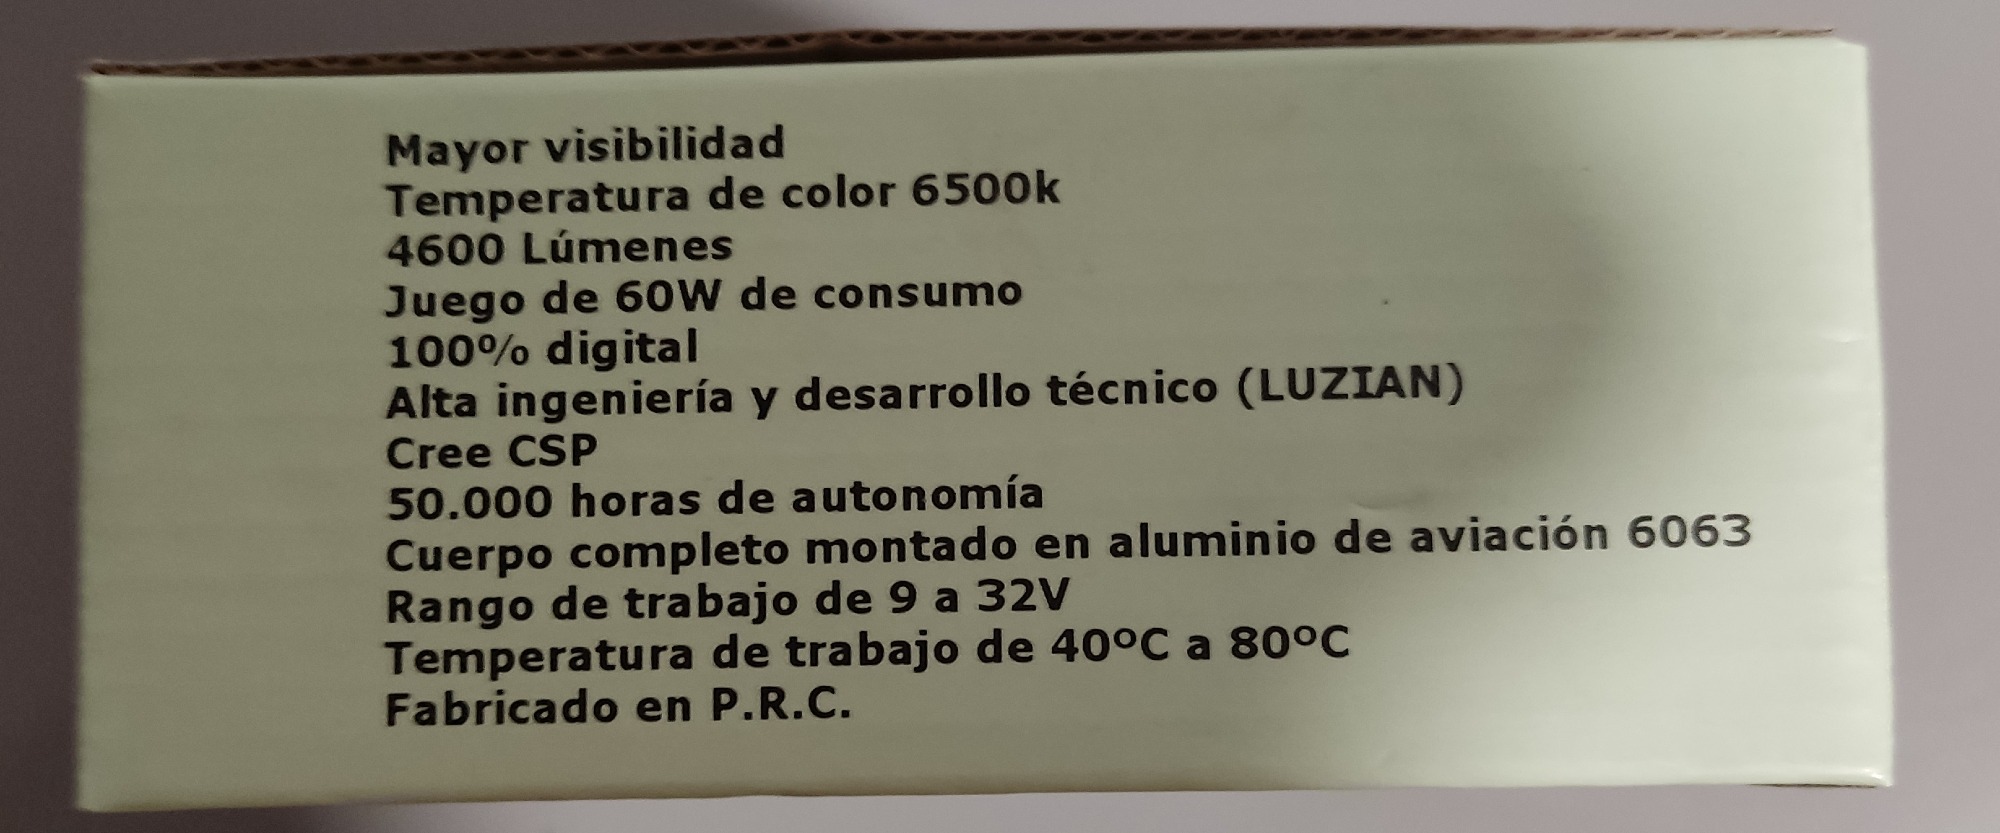 Mayor visibilidad
Temperatura de color 6500k
4600 Lúmenes
Juego de 60W de consumo
100% digital
Alta ingeniería y desarrollo técnico (LUZIAN)
Cree CSP
50.000 horas de autonomía
Cuerpo completo montado en aluminio de aviación 6063
Rango de trabajo de 9 a 32V
Temperatura de trabajo de 40ºC a 80ºC
Fabricado en P.R.C.